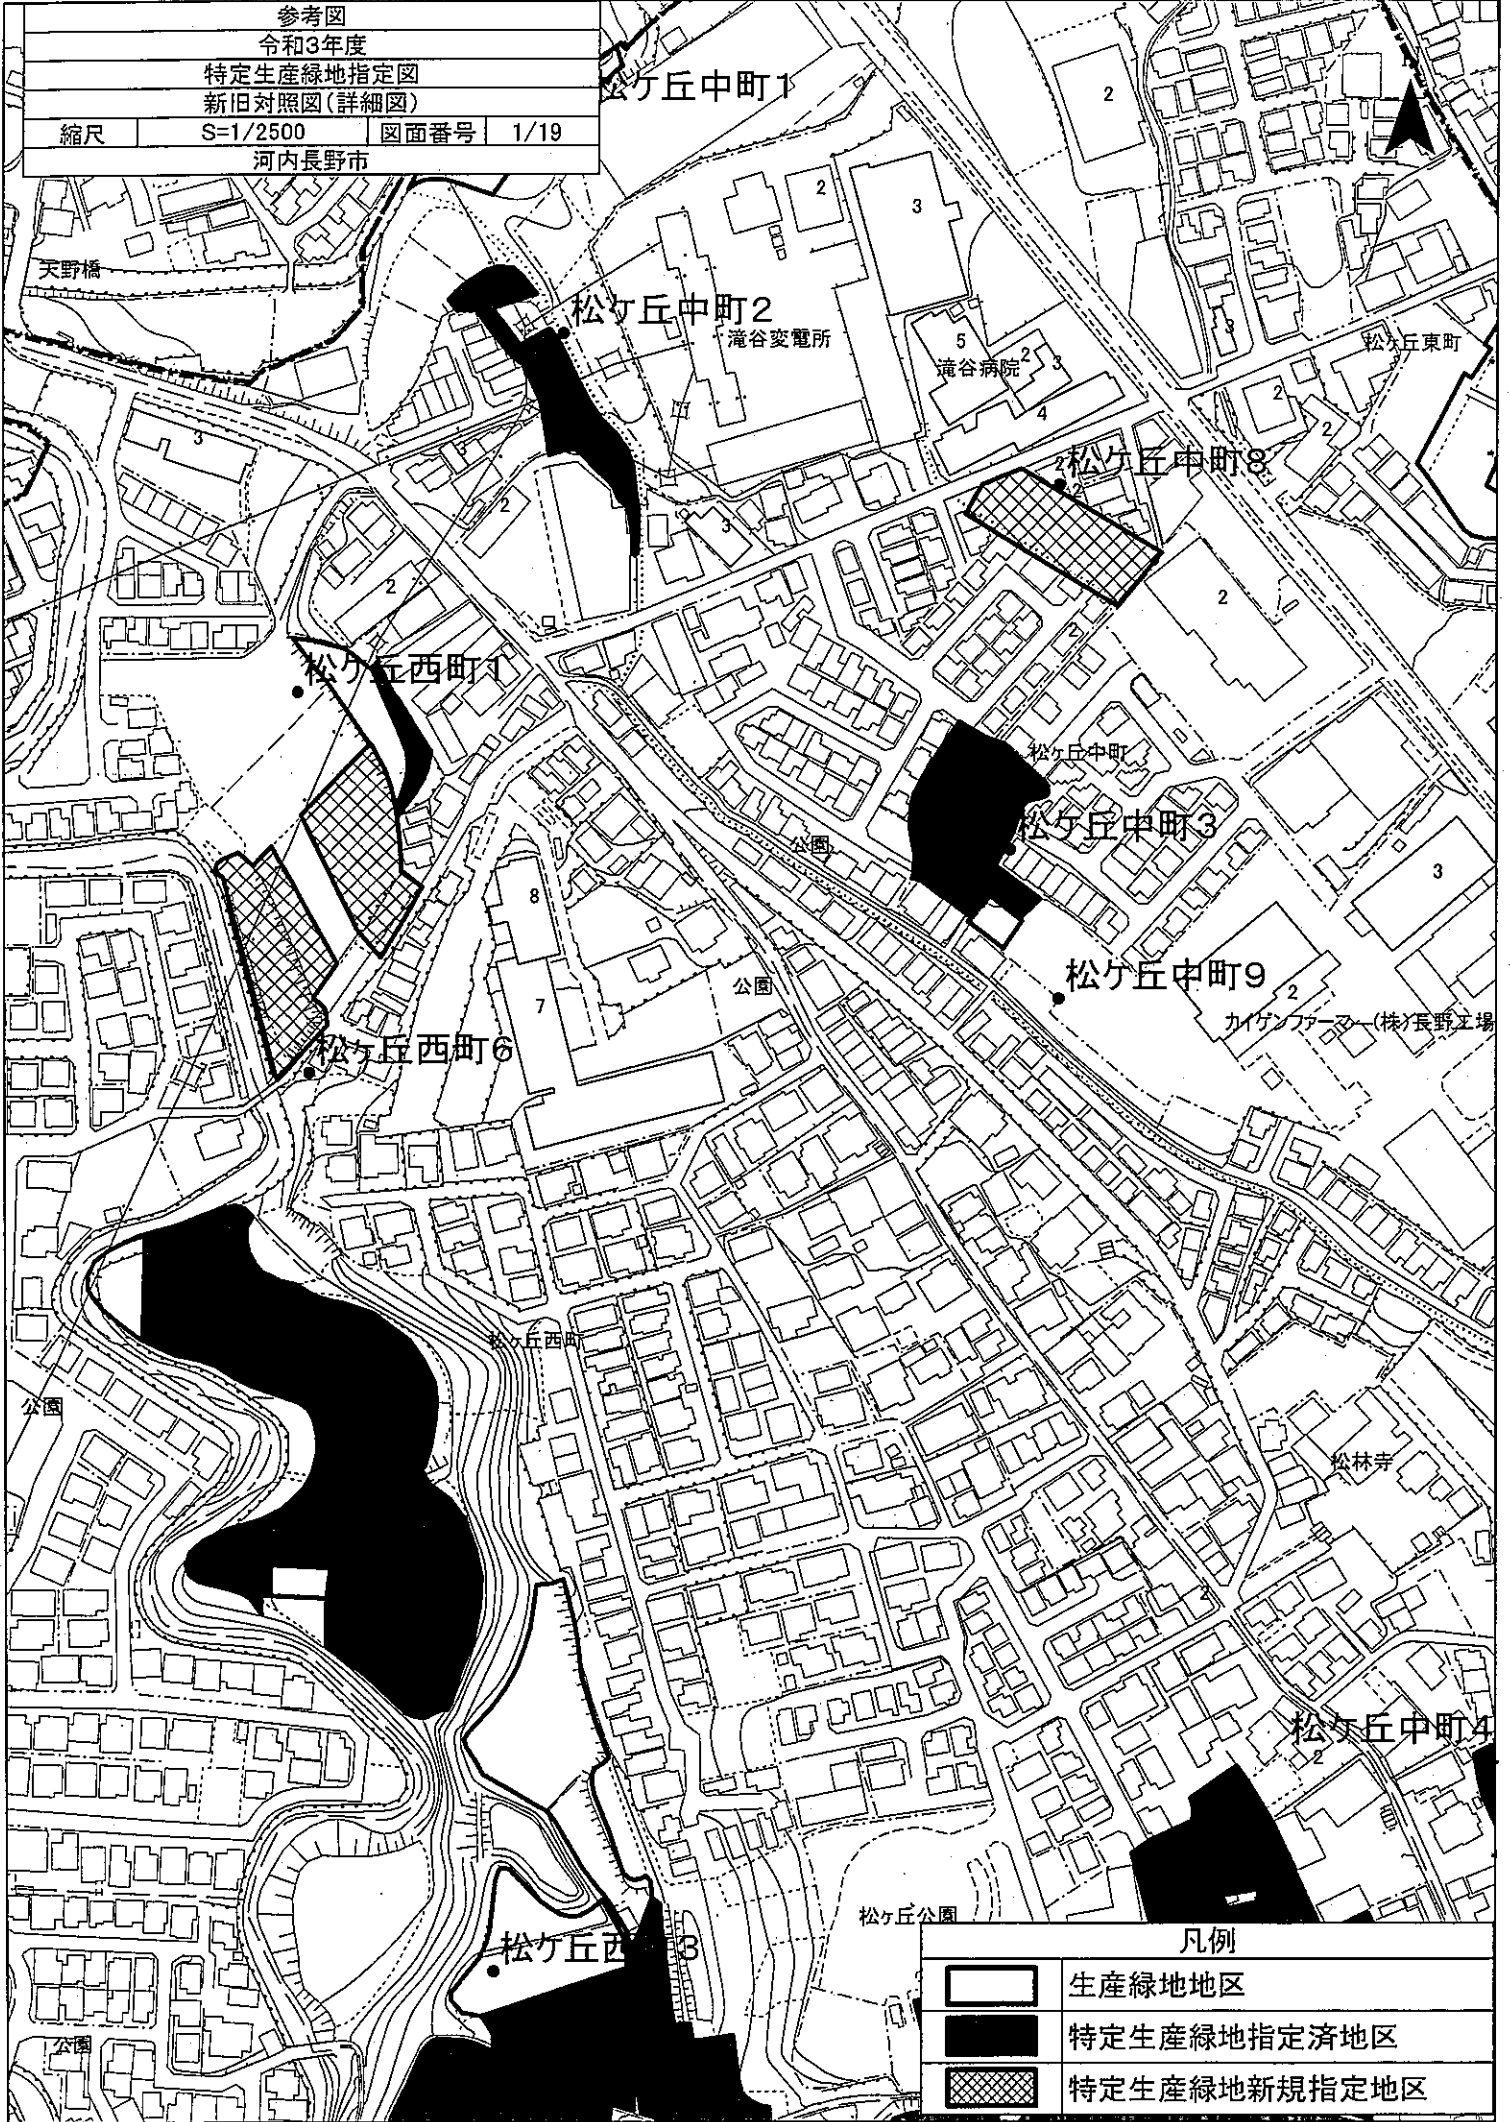 参考図
令和3年度
特定生産緑地指定図
新旧対照図(詳細図)
縮尺 S=1/2500 図面番号 1/19
河内長野市
松ケ丘中町1
2
2
3
天野橋
松ケ丘中町2
滝谷変電所
5
滝谷病院
2
3
3
松ケ丘東町
4
2
2
3
松ケ丘中町8
2
2
2
3
2
2
2
松ケ丘西町1
松ケ丘中町
松ケ丘中町3
公園
3
8
松ケ丘中町9
公園
7
2
カイゲンファーマー(株)長野工場
松ケ丘西町6
松ケ丘西町
公園
松林寺
2
松ケ丘中町4
2
松ケ丘公園
松ケ丘西 3
公園
凡例
生産緑地地区
特定生産緑地指定済地区
特定生産緑地新規指定地区